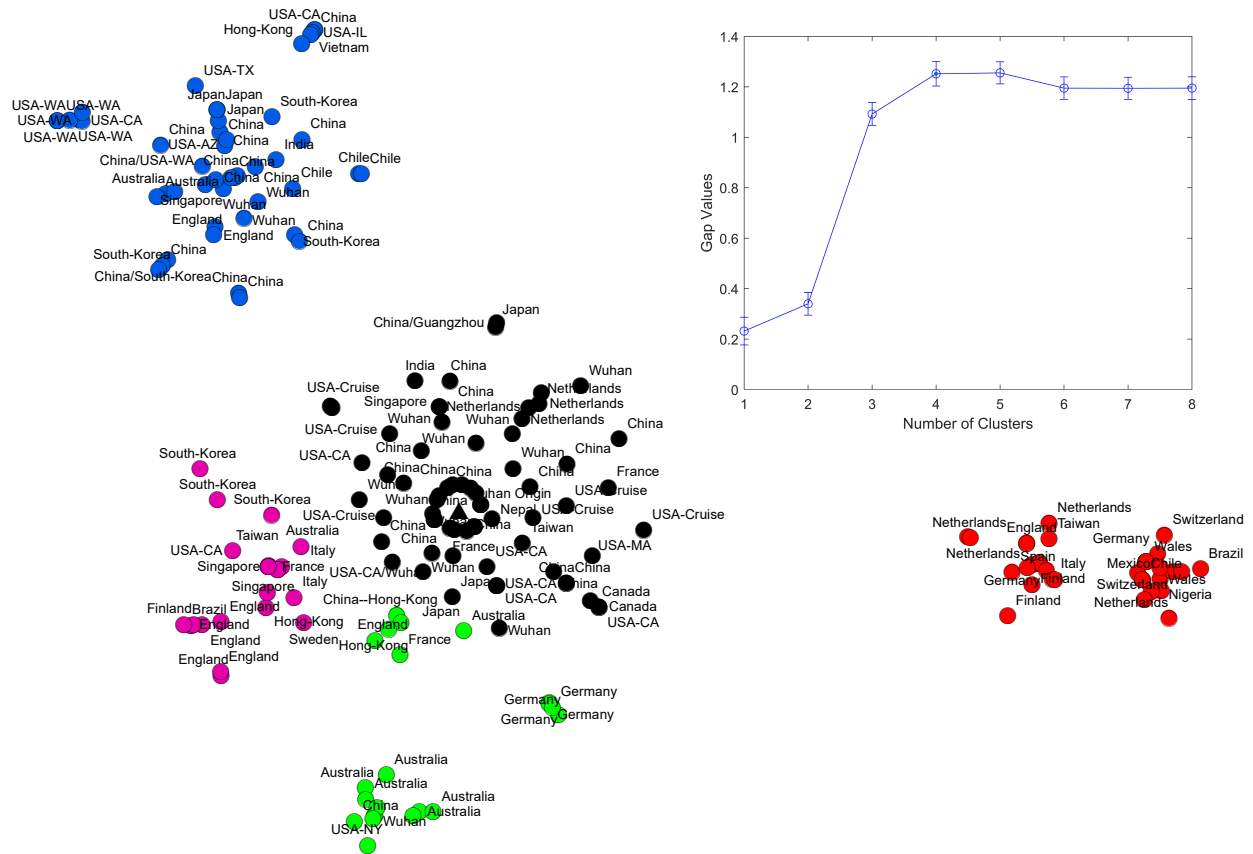 USA-CA
China
Hong-Kong
USA-IL
Vietnam
USA-TX
USA-WA
USA-WA
Japan
Japan
Japan
South-Korea
USA-WA
USA-CA
USA-WA
USA-WA
China
China
China
USA-AZ
China
India
China/USA-WA
China
China
Chile
Chile
Australia
Australia
China
China
Chile
Singapore
Wuhan
Wuhan
England
Wuhan
China
England
South-Korea
South-Korea
China
China/South-Korea
China
China
Japan
China/Guangzhou
India
China
Wuhan
USA-Cruise
China
Netherlands
Singapore
Netherlands
Netherlands
Wuhan
Wuhan
Netherlands
China
USA-Cruise
China
Wuhan
Wuhan
China
USA-CA
China
China
China
China
France
Wuhan
Wuhan
China
Wuhan Origin
USA-Cruise
Nepal
USA-Cruise
USA-Cruise
China
Wuhan
China
Taiwan
USA-Cruise
China
France
USA-CA
USA-MA
USA-CA/Wuhan
Wuhan
China
China
Japan
USA-CA
China
USA-CA
Canada
Canada
Japan
Australia
USA-CA
Wuhan
South-Korea
South-Korea
South-Korea
Taiwan
Australia
USA-CA
Italy
Singapore
France
Singapore
Italy
Finland
Brazil
England
Hong-Kong
England
England
Sweden
England
England
China--Hong-Kong
England
Hong-Kong
France
Germany
Germany
Germany
Germany
Australia
Australia
Australia
Australia
China
Australia
USA-NY
Wuhan
Netherlands
Netherlands
England
Taiwan
Switzerland
Netherlands
Spain
Germany
Wales
Brazil
Italy
Mexico
Chile
Germany
Finland
Switzerland
Wales
Finland
Netherlands
Nigeria
1.4
1.2
1
0.8
0.6
0.4
0.2
0
Gap Values
1 2 3 4 5 6 7 8
Number of Clusters